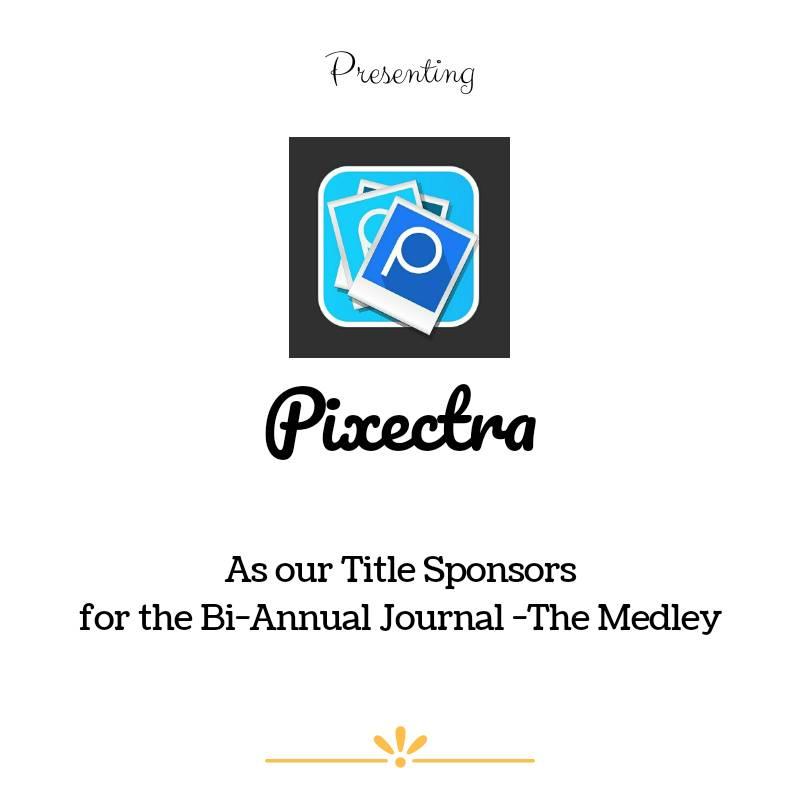 Presenting
P
Pixectra
As our Title Sponsors
for the Bi-Annual Journal -The Medley